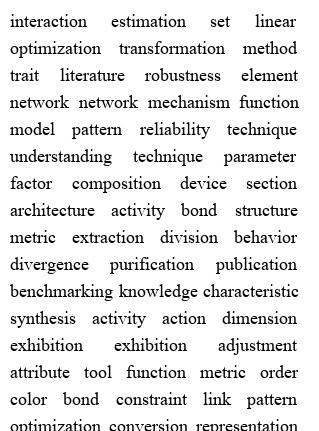 interaction estimation set linear
optimization transformation method
trait literature robustness element
network network mechanism function
model pattern reliability technique
understanding technique parameter
factor composition device section
architecture activity bond structure
metric extraction division behavior
divergence purification publication
benchmarking knowledge characteristic
synthesis activity action dimension
exhibition exhibition adjustment
attribute tool function metric order
color bond constraint link pattern
optimization conversion representation